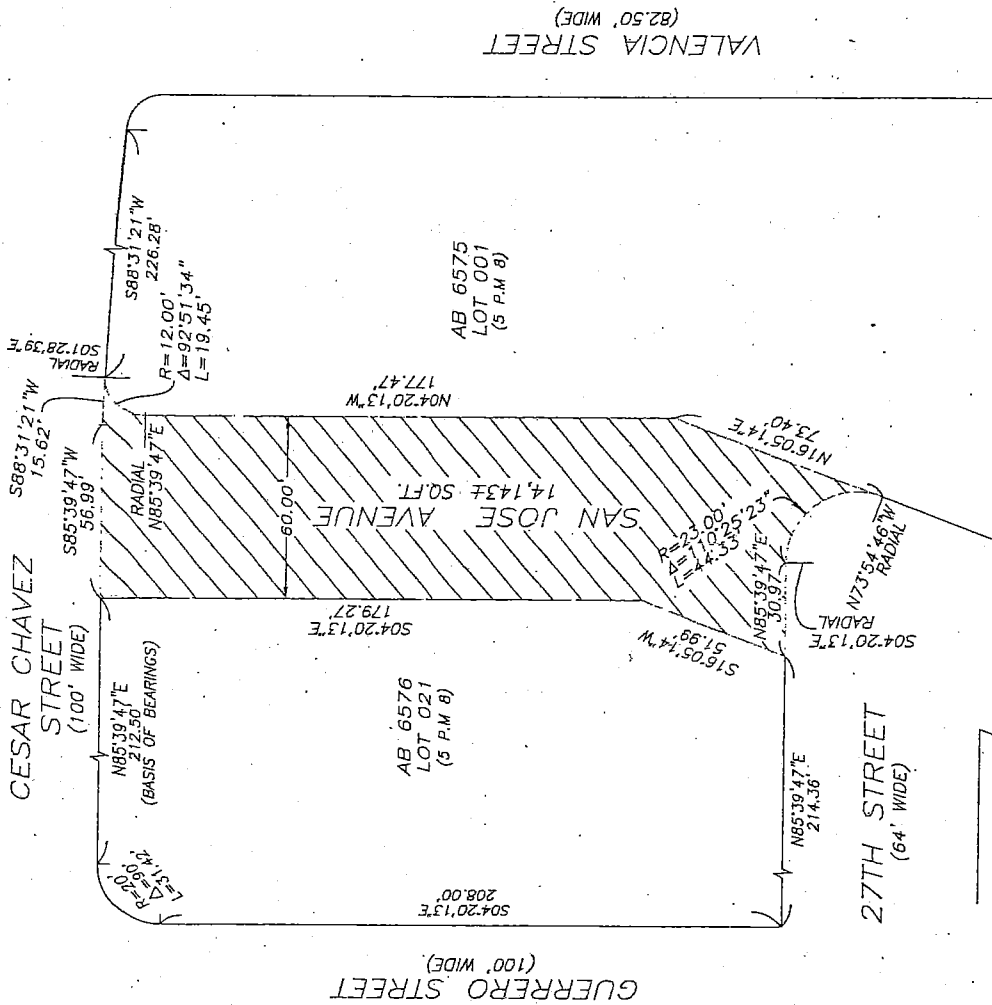 VALENCIA STREET
(82.50' WIDE)
CESAR CHAVEZ
STREET
(100' WIDE)
S88°31'21"W
226.28'
S01°28'39"E
RADIAL
R=12.00'
Δ=92°51'34"
L=19.45'
S88°31'21"W
15.62'
S85°39'47"W
56.99'
RADIAL
N85°39'47"E
N85°39'47"E
212.50'
(BASIS OF BEARINGS)
R=20'
Δ=90°
L=31.42'
AB 6575
LOT 001
(5 P.M 8)
N04°20'13"W
177.47'
60.00'
SAN JOSE AVENUE
14,143± SQ.FT.
S04°20'13"E
179.27'
AB 6576
LOT 021
(5 P.M 8)
N16°05'14"E
73.40'
R=23.00'
Δ=110°25'23"
L=44.33'
N85°39'47"E
30.97'
S16°05'14"W
51.99'
N73°54'46"W
RADIAL
S04°20'13"E
RADIAL
S04°20'13"E
208.00'
N85°39'47"E
214.36'
27TH STREET
(64' WIDE)
GUERRERO STREET
(100' WIDE)